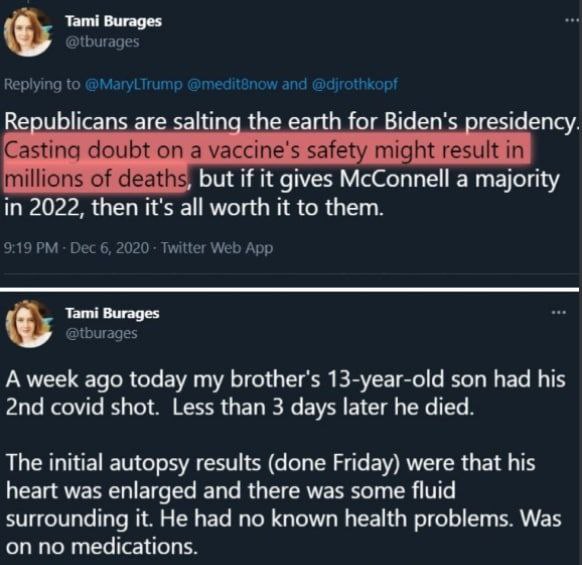 Tami Burages
@tburages
Replying to @MaryLTrump @medit8now and @djrothkopf
Republicans are salting the earth for Biden's presidency.
Casting doubt on a vaccine's safety might result in
millions of deaths, but if it gives McConnell a majority
in 2022, then it's all worth it to them.
9:19 PM · Dec 6, 2020 · Twitter Web App
Tami Burages
@tburages
A week ago today my brother's 13-year-old son had his
2nd covid shot.  Less than 3 days later he died.
The initial autopsy results (done Friday) were that his
heart was enlarged and there was some fluid
surrounding it. He had no known health problems. Was
on no medications.